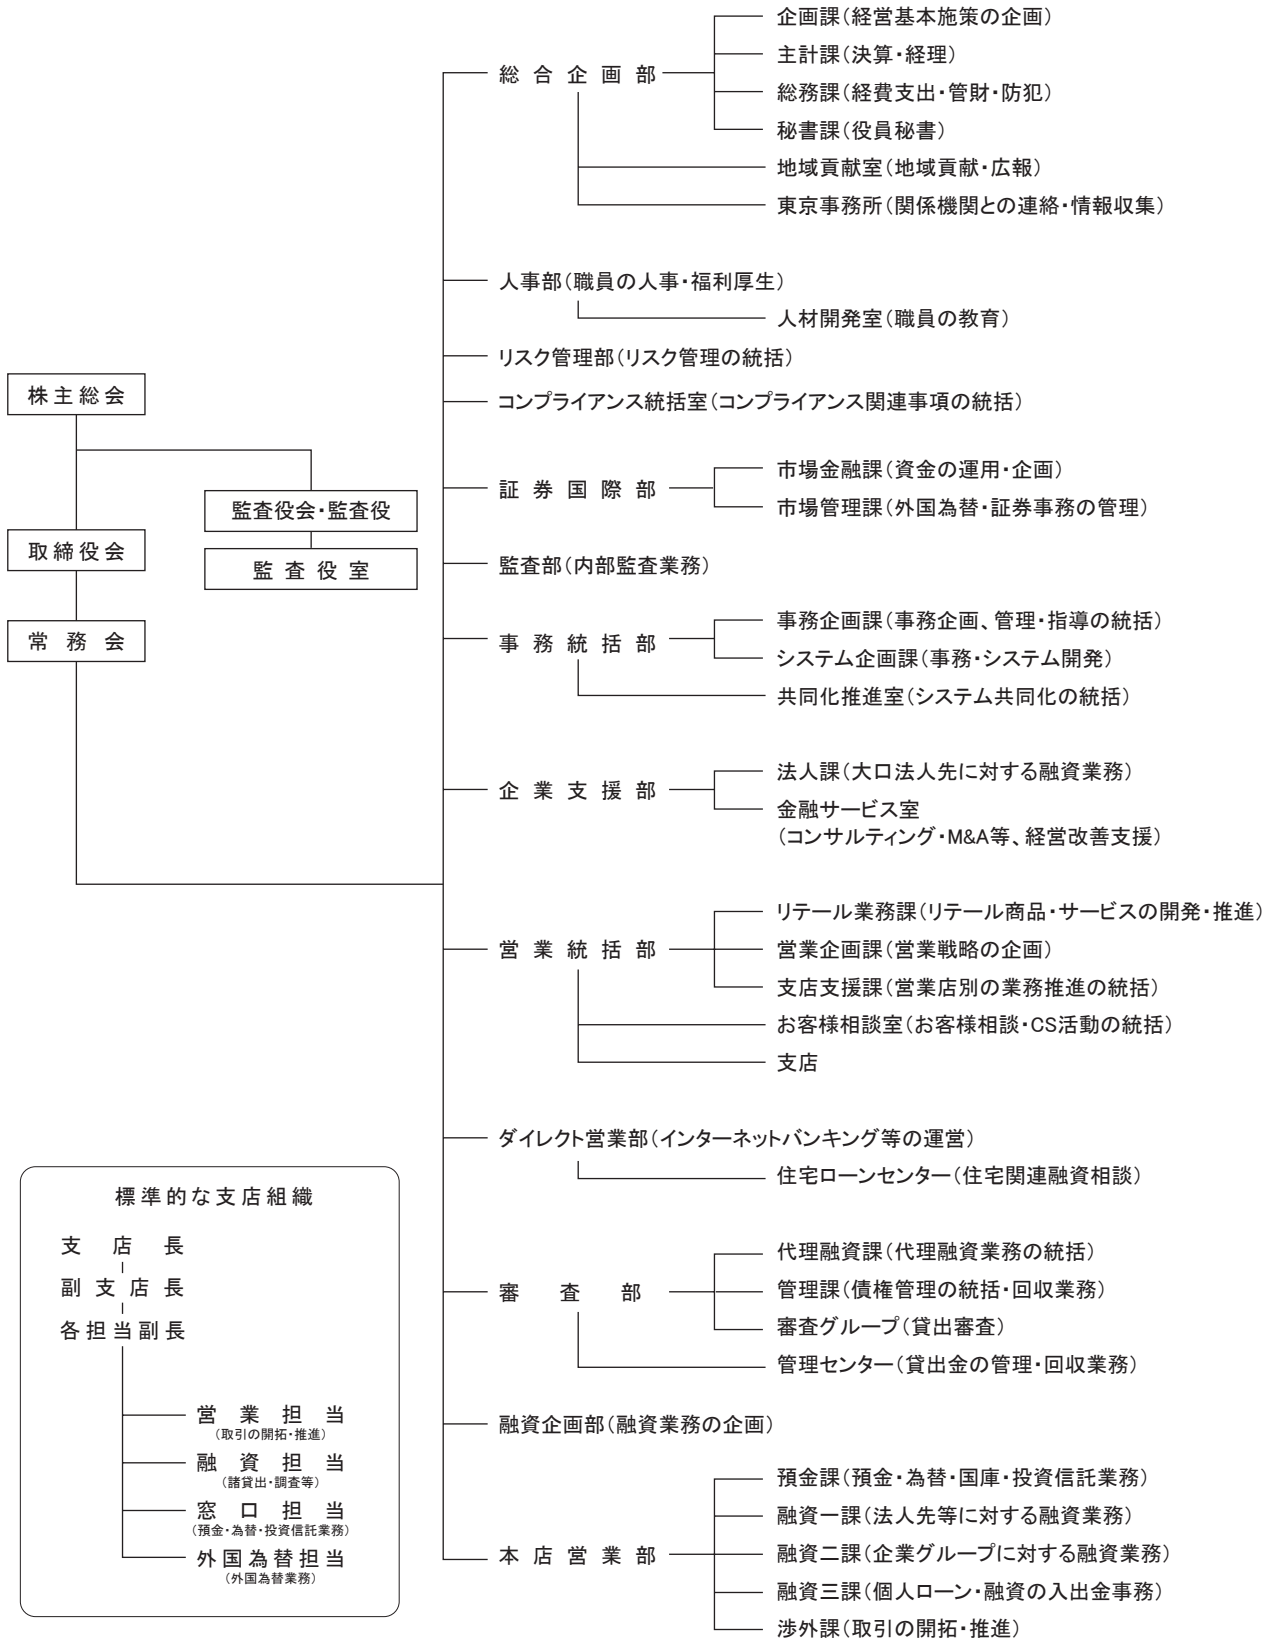 株主総会
監査役会・監査役
監査役室
取締役会
常務会
総合企画部
企画課(経営基本施策の企画)
主計課(決算・経理)
総務課(経費支出・管財・防犯)
秘書課(役員秘書)
地域貢献室(地域貢献・広報)
東京事務所(関係機関との連絡・情報収集)
人事部(職員の人事・福利厚生)
人材開発室(職員の教育)
リスク管理部(リスク管理の統括)
コンプライアンス統括室(コンプライアンス関連事項の統括)
証券国際部
市場金融課(資金の運用・企画)
市場管理課(外国為替・証券事務の管理)
監査部(内部監査業務)
事務統括部
事務企画課(事務企画、管理・指導の統括)
システム企画課(事務・システム開発)
共同化推進室(システム共同化の統括)
企業支援部
法人課(大口法人先に対する融資業務)
金融サービス室
(コンサルティング・M&A等、経営改善支援)
営業統括部
リテール業務課(リテール商品・サービスの開発・推進)
営業企画課(営業戦略の企画)
支店支援課(営業店別の業務推進の統括)
お客様相談室(お客様相談・CS活動の統括)
支店
ダイレクト営業部(インターネットバンキング等の運営)
住宅ローンセンター(住宅関連融資相談)
審査部
代理融資課(代理融資業務の統括)
管理課(債権管理の統括・回収業務)
審査グループ(貸出審査)
管理センター(貸出金の管理・回収業務)
融資企画部(融資業務の企画)
本店営業部
預金課(預金・為替・国庫・投資信託業務)
融資一課(法人先等に対する融資業務)
融資二課(企業グループに対する融資業務)
融資三課(個人ローン・融資の入出金事務)
渉外課(取引の開拓・推進)
標準的な支店組織
支店長
副支店長
各担当副長
営業担当
(取引の開拓・推進)
融資担当
(諸貸出・調査等)
窓口担当
(預金・為替・投資信託業務)
外国為替担当
(外国為替業務)